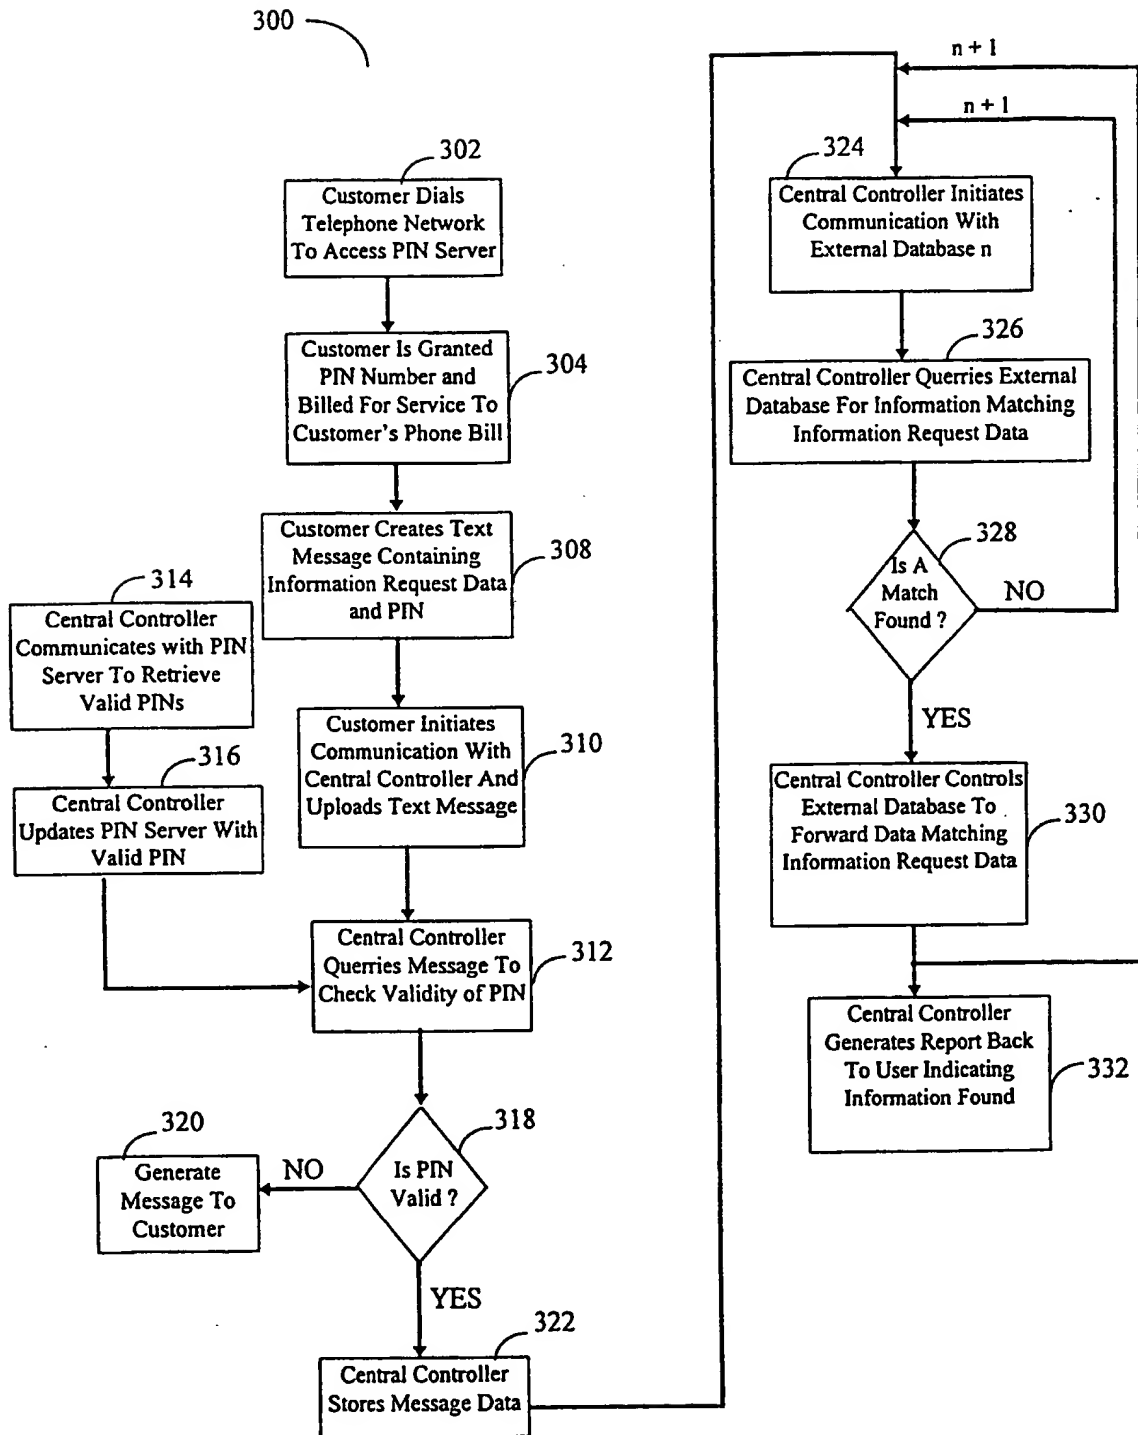 300
302
Customer Dials
Telephone Network
To Access PIN Server
Customer Is Granted
PIN Number and
Billed For Service To
Customer's Phone Bill
304
Customer Creates Text
Message Containing
Information Request Data
and PIN
308
314
Central Controller
Communicates with PIN
Server To Retrieve
Valid PINs
316
Central Controller
Updates PIN Server With
Valid PIN
Customer Initiates
Communication With
Central Controller And
Uploads Text Message
310
Central Controller
Querries Message To
Check Validity of PIN
312
318
Is PIN
Valid ?
NO
320
Generate
Message To
Customer
YES
322
Central Controller
Stores Message Data
n + 1
n + 1
324
Central Controller Initiates
Communication With
External Database n
326
Central Controller Querries External
Database For Information Matching
Information Request Data
328
Is A
Match
Found ?
NO
YES
Central Controller Controls
External Database To
Forward Data Matching
Information Request Data
330
Central Controller
Generates Report Back
To User Indicating
Information Found
332